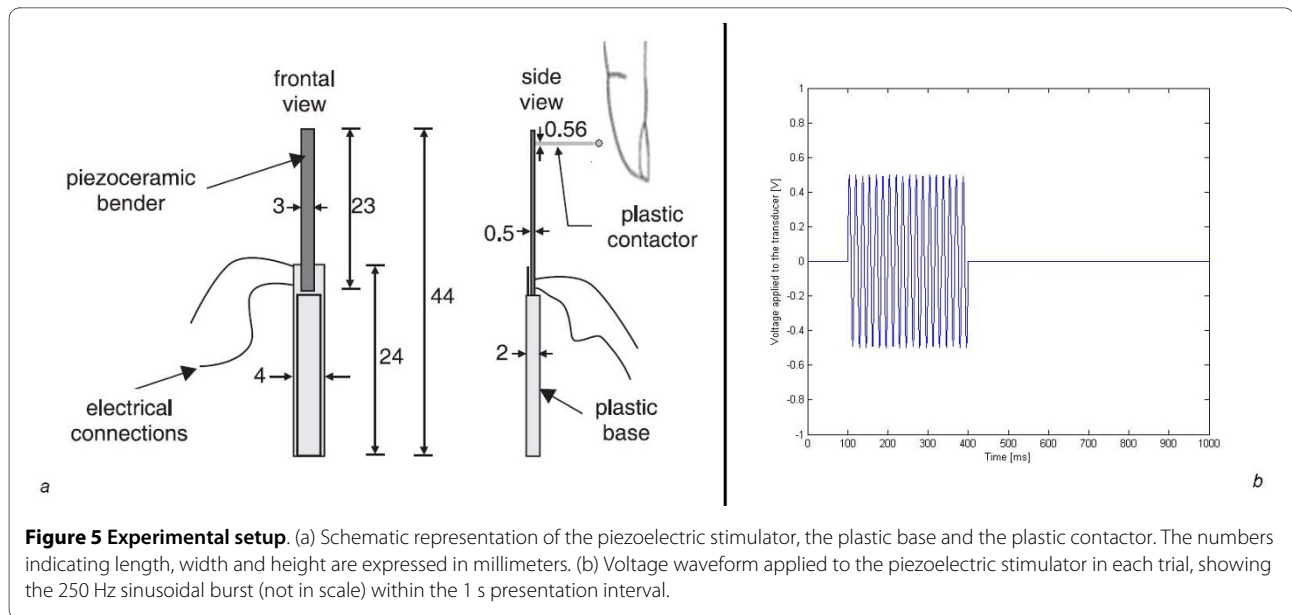 frontal
view
side
view
0.56
piezoceramic
bender
3
23
0.5
plastic
contactor
44
24
2
4
electrical
connections
plastic
base
a
1
0.8
0.6
0.4
0.2
0
-0.2
-0.4
-0.6
-0.8
-1
Voltage applied to the transducer [V]
0 100 200 300 400 500 600 700 800 900 1000
Time [ms]
b
Figure 5 Experimental setup. (a) Schematic representation of the piezoelectric stimulator, the plastic base and the plastic contactor. The numbers
indicating length, width and height are expressed in millimeters. (b) Voltage waveform applied to the piezoelectric stimulator in each trial, showing
the 250 Hz sinusoidal burst (not in scale) within the 1 s presentation interval.